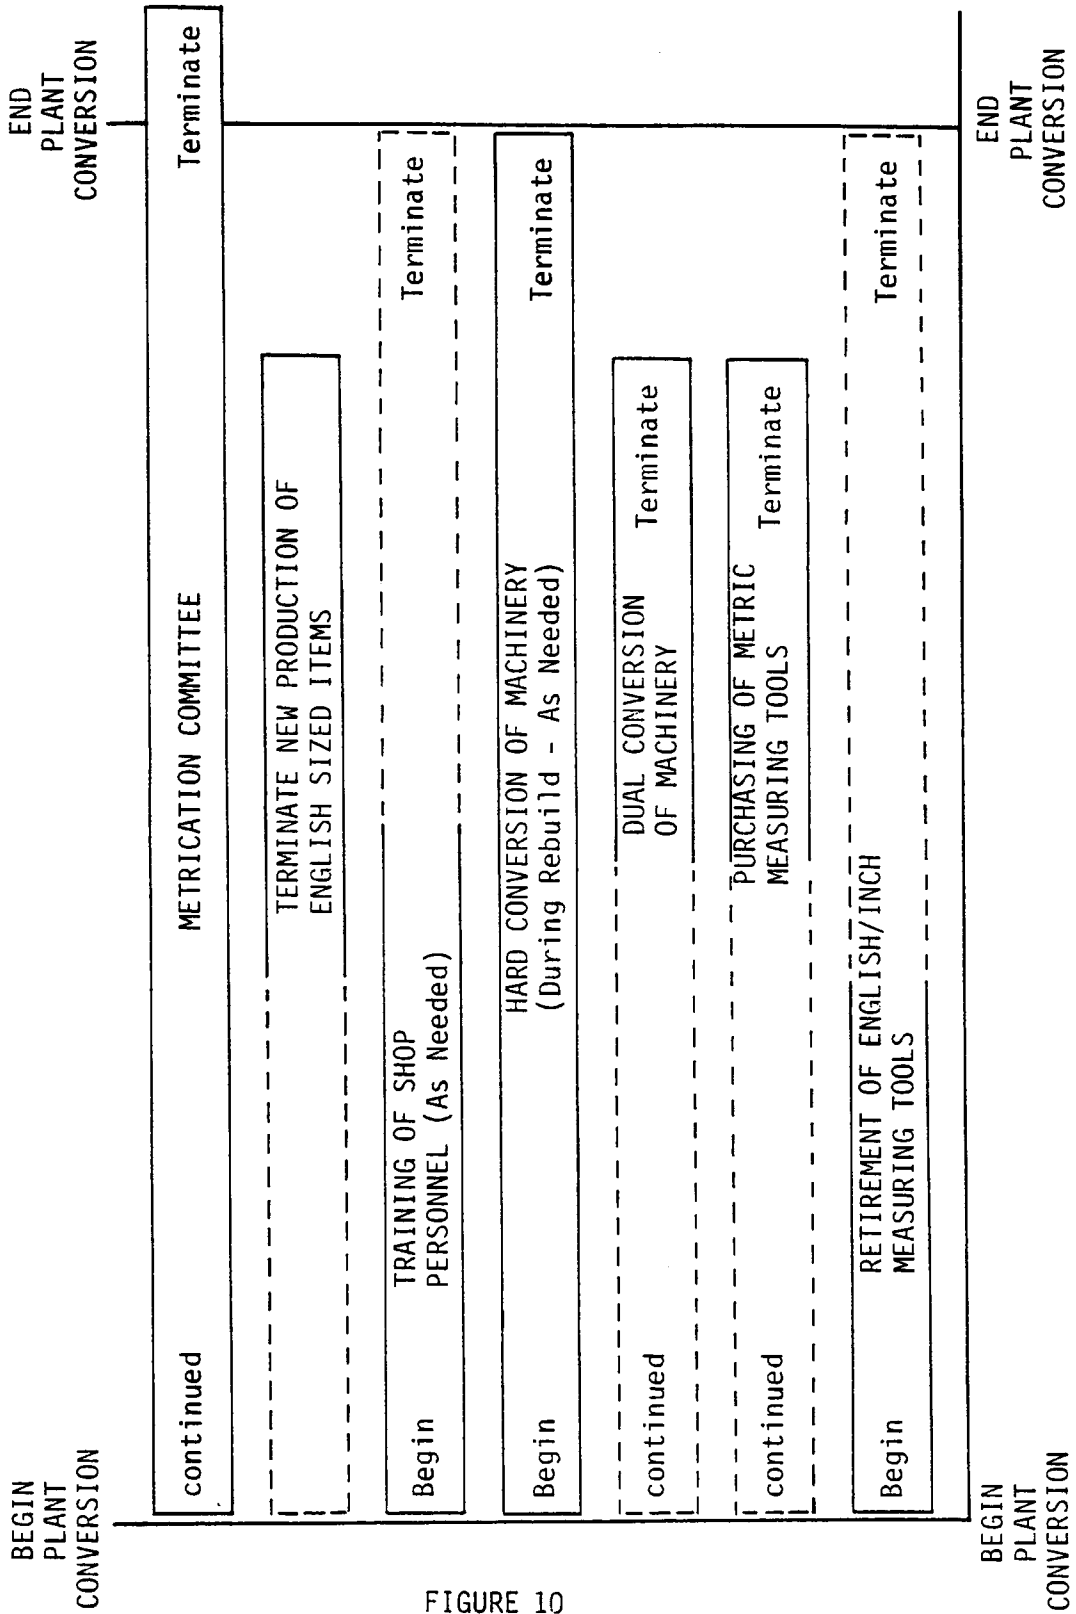 BEGIN
PLANT
CONVERSION
END
PLANT
CONVERSION
continued
METRICATION COMMITTEE
Terminate
TERMINATE NEW PRODUCTION OF
ENGLISH SIZED ITEMS
Begin
TRAINING OF SHOP
PERSONNEL (As Needed)
Terminate
Begin
HARD CONVERSION OF MACHINERY
(During Rebuild - As Needed)
Terminate
continued
DUAL CONVERSION
OF MACHINERY
Terminate
continued
PURCHASING OF METRIC
MEASURING TOOLS
Terminate
Begin
RETIREMENT OF ENGLISH/INCH
MEASURING TOOLS
Terminate
BEGIN
PLANT
CONVERSION
END
PLANT
CONVERSION
FIGURE 10